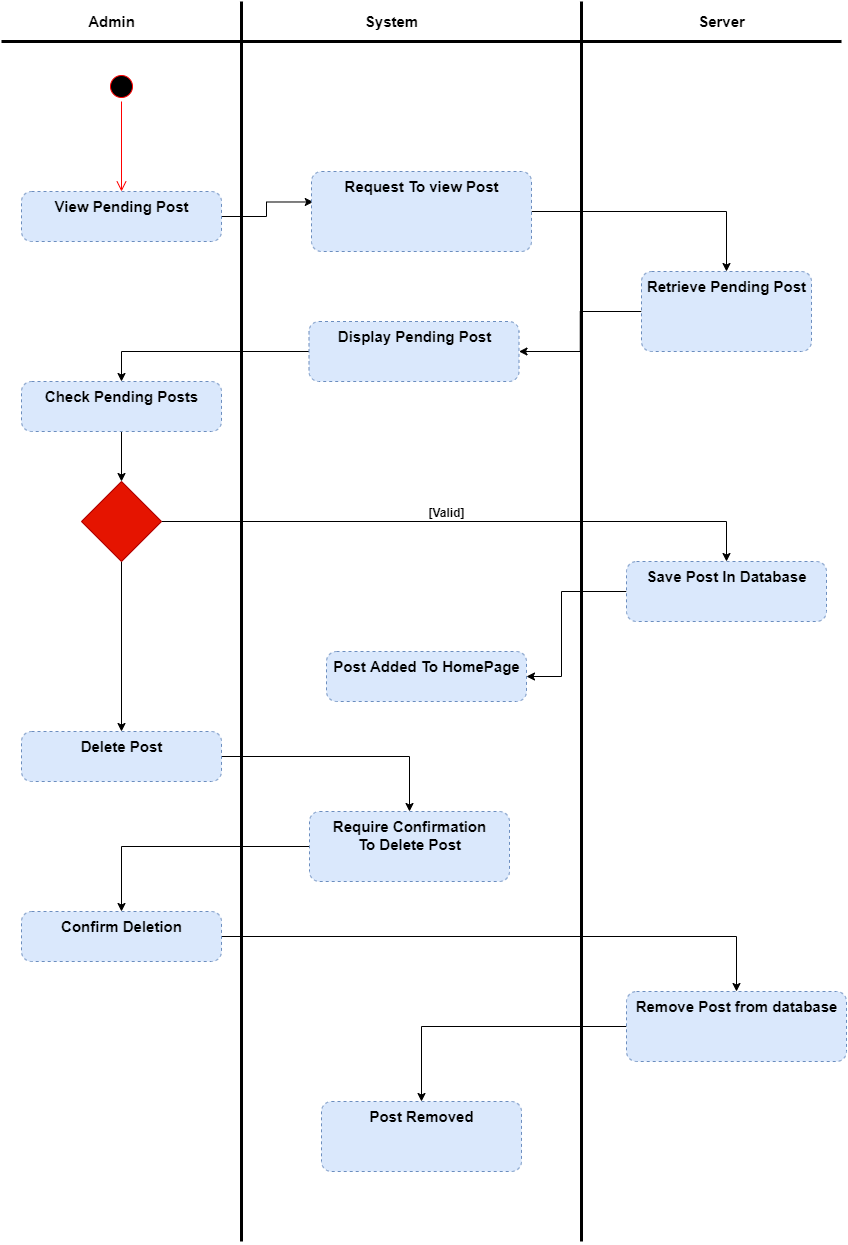 Admin
System
Server
Request To view Post
View Pending Post
Retrieve Pending Post
Display Pending Post
Check Pending Posts
[Valid]
Save Post In Database
Post Added To HomePage
Delete Post
Require Confirmation
To Delete Post
Confirm Deletion
Remove Post from database
Post Removed